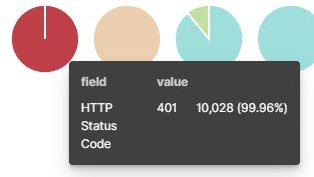 field value
HTTP 401 10,028 (99.96%)
Status
Code